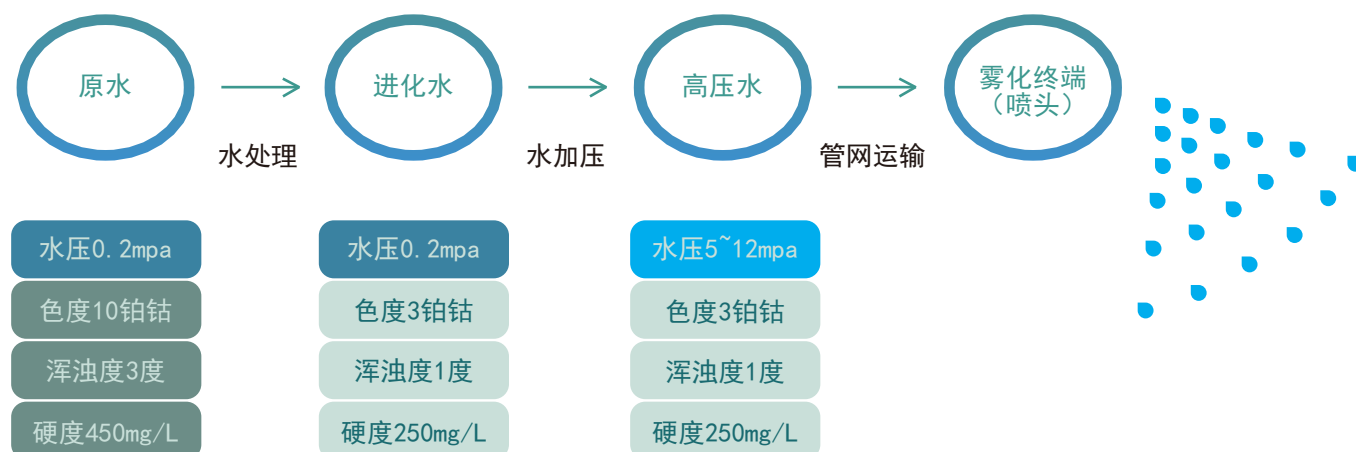 原水
进化水
高压水
雾化终端
（喷头）
水处理
水加压
管网运输
水压0.2mpa
水压0.2mpa
水压5~12mpa
色度10铂钴
色度3铂钴
色度3铂钴
浑浊度3度
浑浊度1度
浑浊度1度
硬度450mg/L
硬度250mg/L
硬度250mg/L